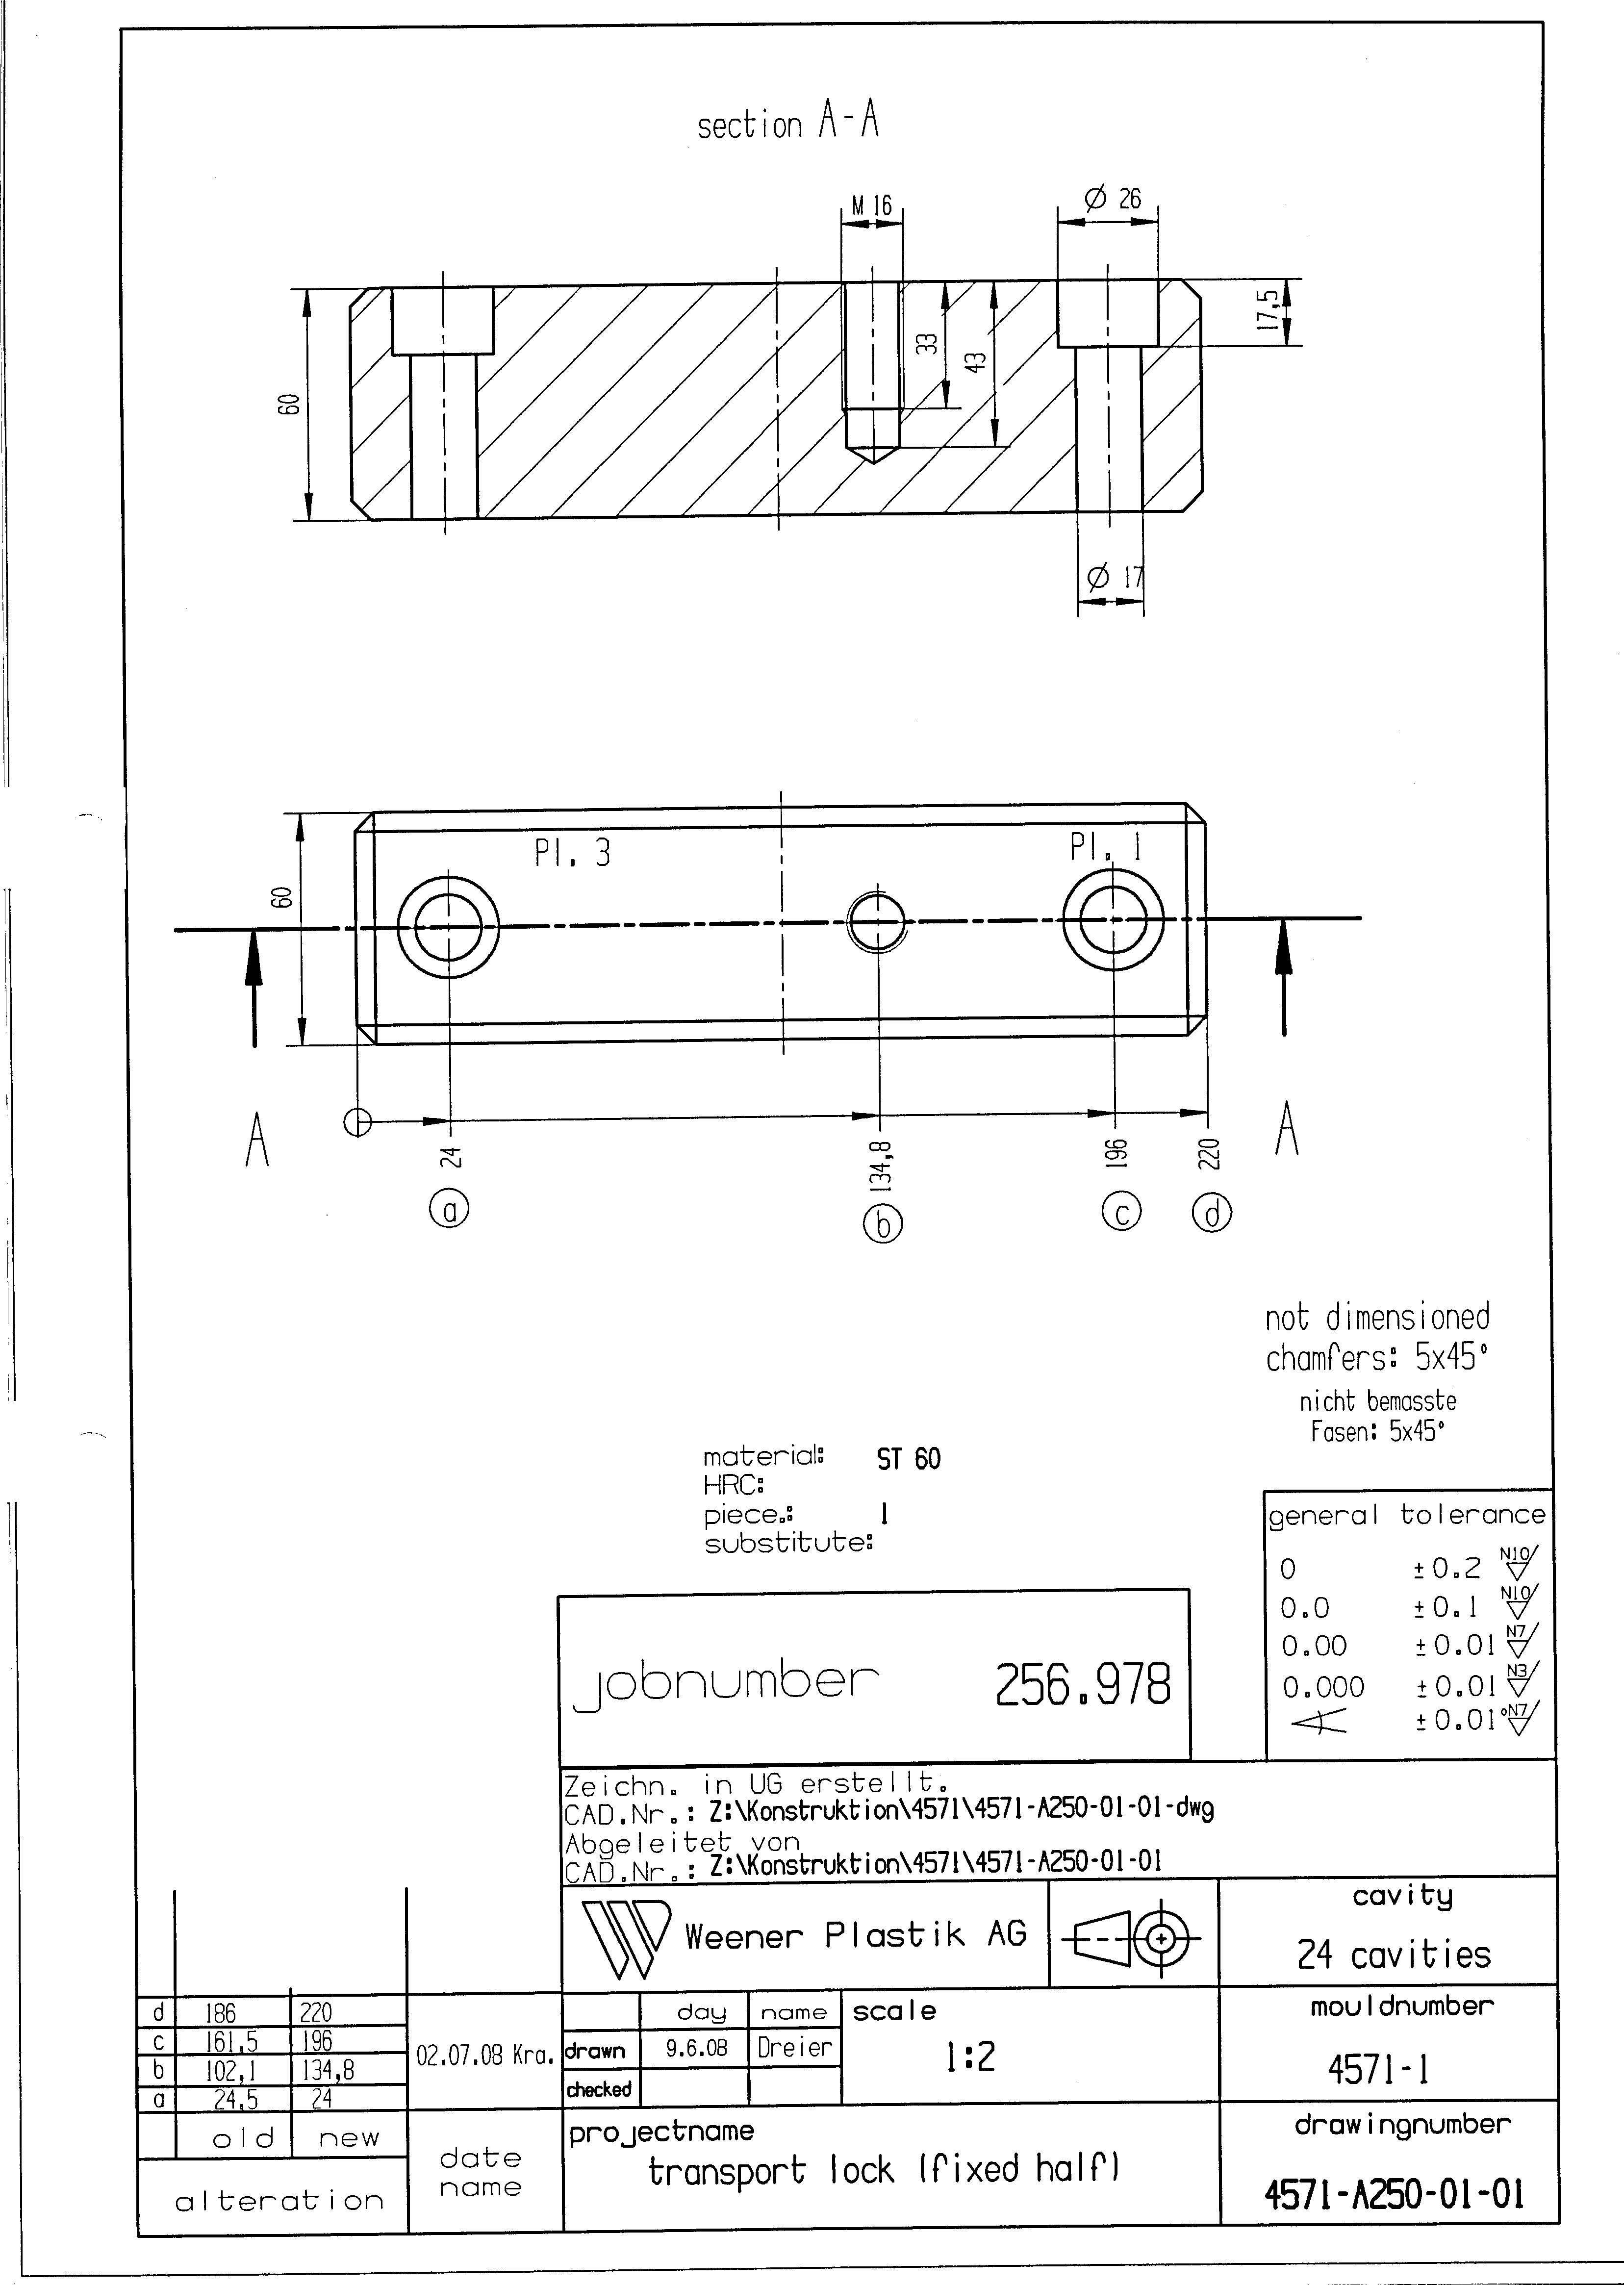 section A-A
M 16
Ø 26
17,5
33
43
60
Ø 17
Pl. 3
Pl. 1
60
A
A
24
134,8
196
220
a
b
c
d
not dimensioned
chamfers: 5x45°
nicht bemasste
Fasen: 5x45°
material: ST 60
HRC:
piece.: 1
substitute:
general tolerance
0 ±0.2 N10
0.0 ±0.1 N10
0.00 ±0.01 N7
0.000 ±0.01 N3
±0.01° N7
jobnumber 256.978
Zeichn. in UG erstellt.
CAD.Nr.: Z:\Konstruktion\4571\4571-A250-01-01-dwg
Abgeleitet von
CAD.Nr.: Z:\Konstruktion\4571\4571-A250-01-01
Weener Plastik AG
cavity
24 cavities
d 186 220
c 161,5 196
b 102,1 134,8
a 24,5 24
old new
alteration
02.07.08 Kra.
date
name
day name
drawn 9.6.08 Dreier
checked
scale
1:2
mouldnumber
4571-1
projectname
transport lock (fixed half)
drawingnumber
4571-A250-01-01